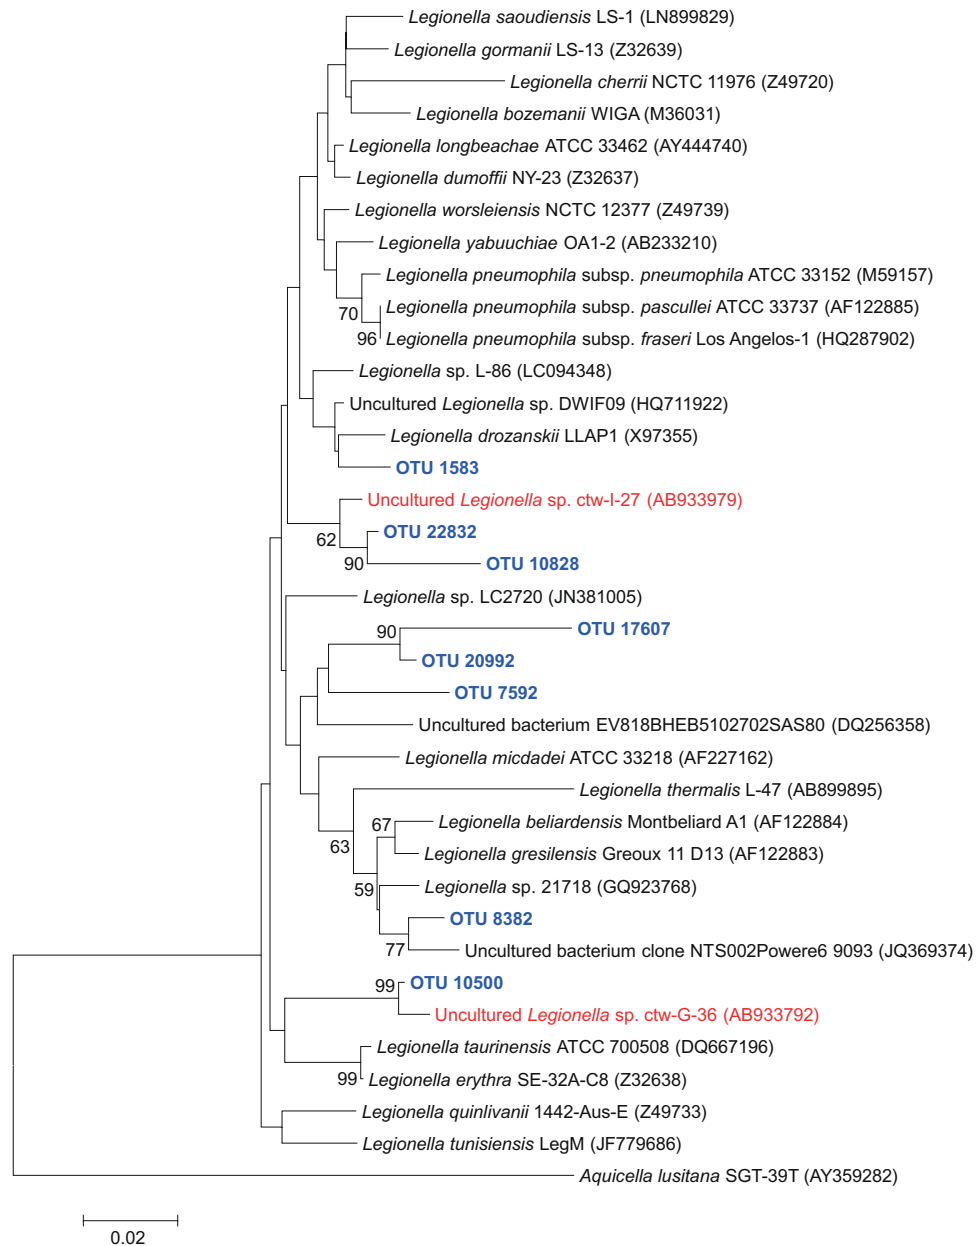 Legionella saoudiensis LS-1 (LN899829)
Legionella gormanii LS-13 (Z32639)
Legionella cherrii NCTC 11976 (Z49720)
Legionella bozemanii WIGA (M36031)
Legionella longbeachae ATCC 33462 (AY444740)
Legionella dumoffii NY-23 (Z32637)
Legionella worsleiensis NCTC 12377 (Z49739)
Legionella yabuuchiae OA1-2 (AB233210)
Legionella pneumophila subsp. pneumophila ATCC 33152 (M59157)
Legionella pneumophila subsp. pascullei ATCC 33737 (AF122885)
70
Legionella pneumophila subsp. fraseri Los Angelos-1 (HQ287902)
96
Legionella sp. L-86 (LC094348)
Uncultured Legionella sp. DWIF09 (HQ711922)
Legionella drozanskii LLAP1 (X97355)
OTU 1583
Uncultured Legionella sp. ctw-I-27 (AB933979)
OTU 22832
62
OTU 10828
90
Legionella sp. LC2720 (JN381005)
90
OTU 17607
OTU 20992
OTU 7592
Uncultured bacterium EV818BHEB5102702SAS80 (DQ256358)
Legionella micdadei ATCC 33218 (AF227162)
Legionella thermalis L-47 (AB899895)
67
Legionella beliardensis Montbeliard A1 (AF122884)
63
Legionella gresilensis Greoux 11 D13 (AF122883)
59
Legionella sp. 21718 (GQ923768)
OTU 8382
77
Uncultured bacterium clone NTS002Powere6 9093 (JQ369374)
99
OTU 10500
Uncultured Legionella sp. ctw-G-36 (AB933792)
Legionella taurinensis ATCC 700508 (DQ667196)
99
Legionella erythra SE-32A-C8 (Z32638)
Legionella quinlivanii 1442-Aus-E (Z49733)
Legionella tunisiensis LegM (JF779686)
Aquicella lusitana SGT-39T (AY359282)
0.02